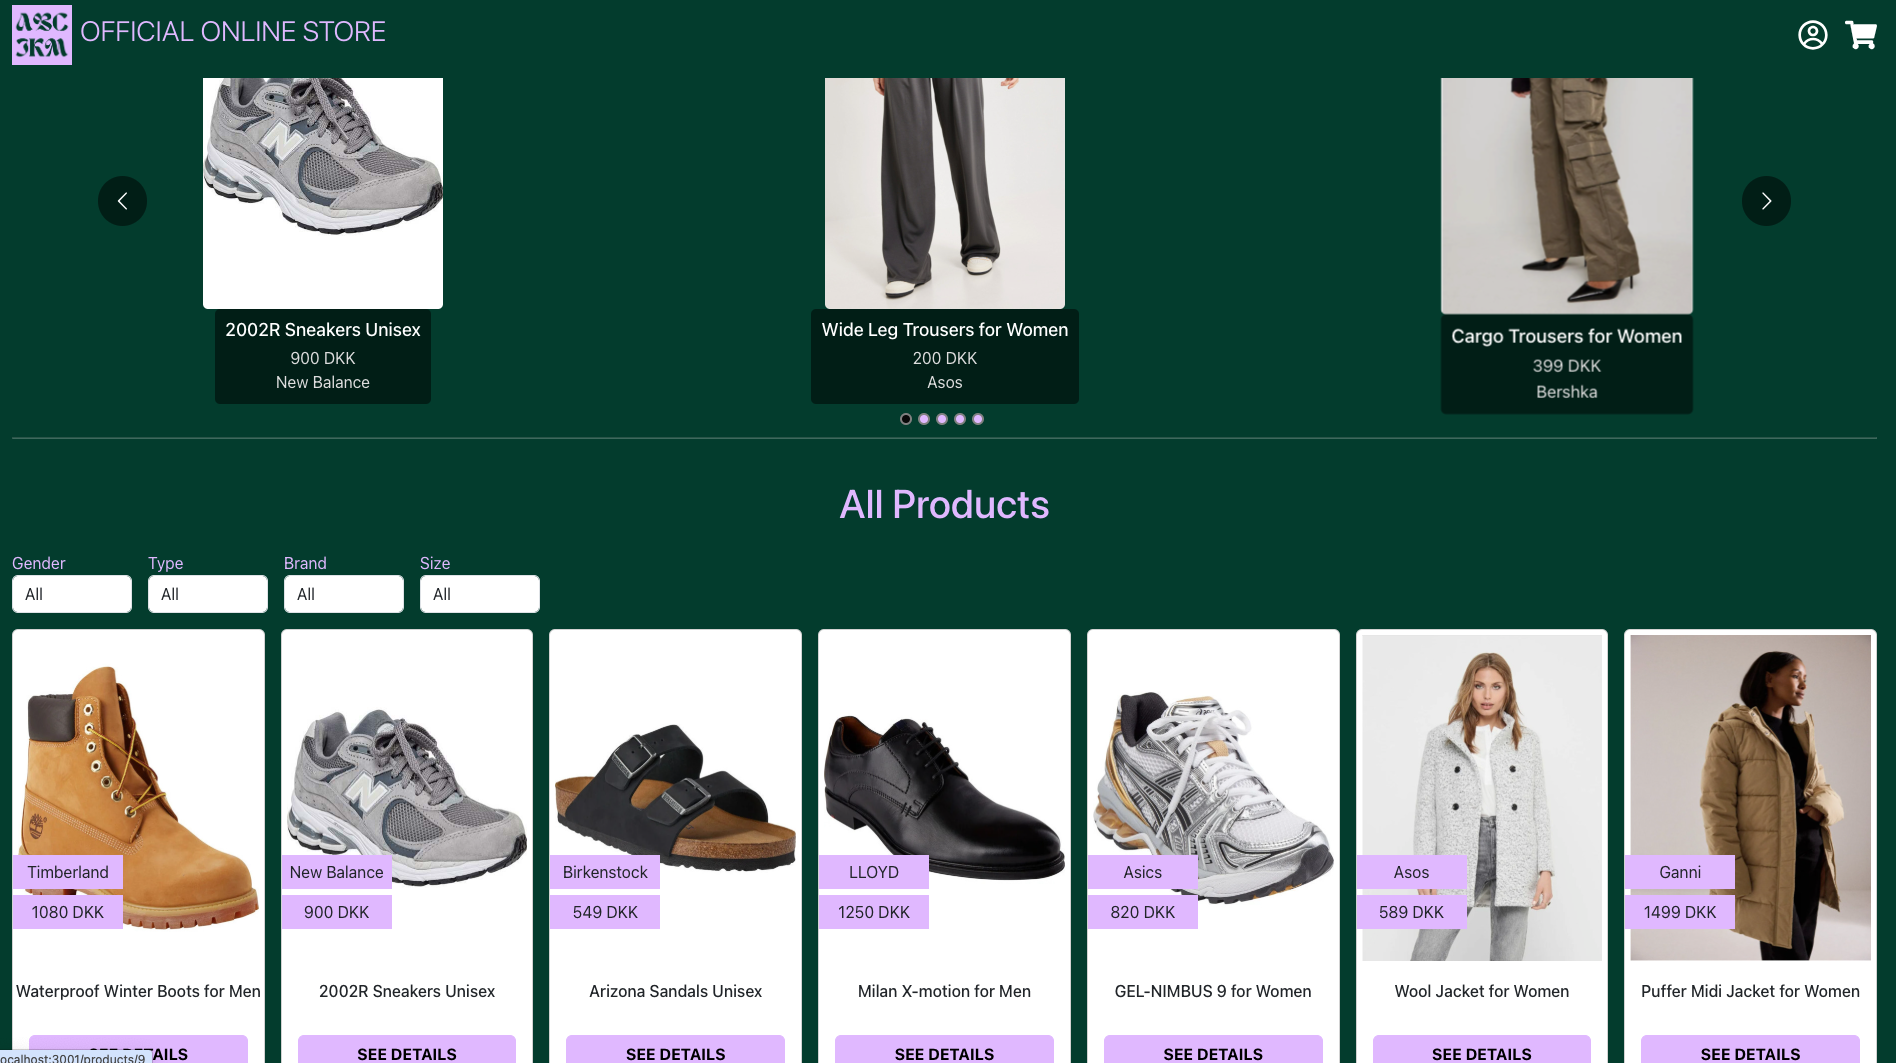 ABC
JKM
OFFICIAL ONLINE STORE
2002R Sneakers Unisex
900 DKK
New Balance
Wide Leg Trousers for Women
200 DKK
Asos
Cargo Trousers for Women
399 DKK
Bershka
All Products
Gender
Type
Brand
Size
All
All
All
All
Timberland
1080 DKK
Waterproof Winter Boots for Men
New Balance
900 DKK
2002R Sneakers Unisex
SEE DETAILS
Birkenstock
549 DKK
Arizona Sandals Unisex
SEE DETAILS
LLOYD
1250 DKK
Milan X-motion for Men
SEE DETAILS
Asics
820 DKK
GEL-NIMBUS 9 for Women
SEE DETAILS
Asos
589 DKK
Wool Jacket for Women
SEE DETAILS
Ganni
1499 DKK
Puffer Midi Jacket for Women
SEE DETAILS
SEE DETAILS
ocalhost:3001/products/9